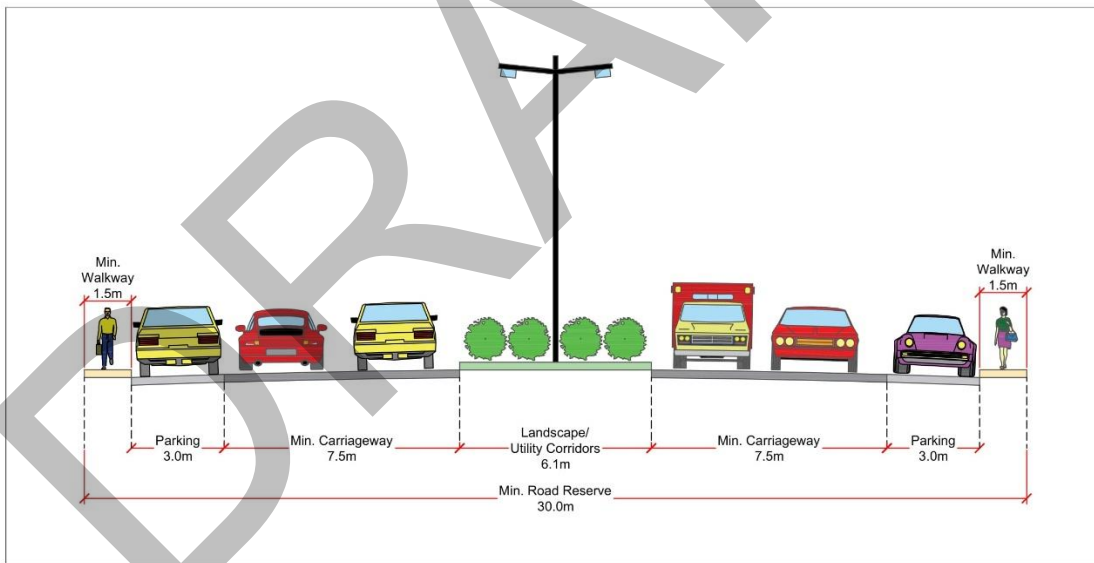 DRA
Min.
Walkway
1.5m
Min.
Walkway
1.5m
Parking
3.0m
Min. Carriageway
7.5m
Landscape/
Utility Corridors
6.1m
Min. Carriageway
7.5m
Parking
3.0m
Min. Road Reserve
30.0m